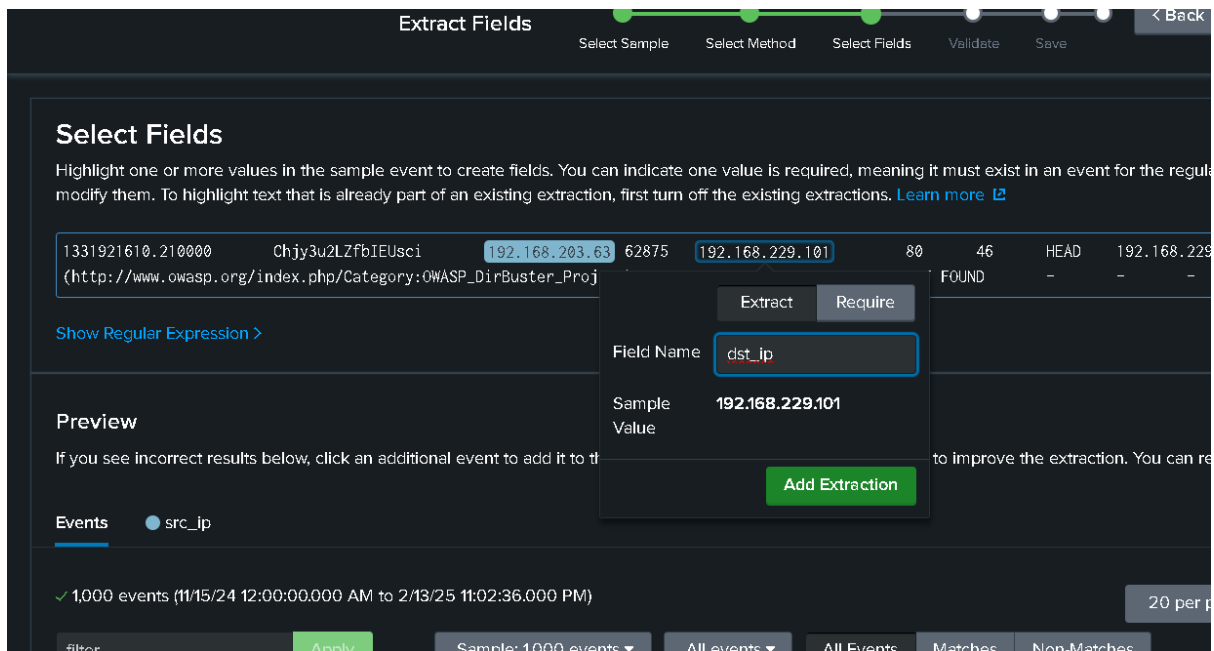 Extract Fields
< Back
Select Sample Select Method Select Fields Validate Save
Select Fields
Highlight one or more values in the sample event to create fields. You can indicate one value is required, meaning it must exist in an event for the regul
modify them. To highlight text that is already part of an existing extraction, first turn off the existing extractions. Learn more
1331921610.210000 Chjy3u2LZfbIEUsci 192.168.203.63 62875 192.168.229.101 80 46 HEAD 192.168.229
(http://www.owasp.org/index.php/Category:OWASP_DirBuster_Proj FOUND - - -
Extract Require
Show Regular Expression >
Field Name dst_ip
Sample Value 192.168.229.101
Preview
If you see incorrect results below, click an additional event to add it to th to improve the extraction. You can re
Add Extraction
Events src_ip
✓ 1,000 events (11/15/24 12:00:00.000 AM to 2/13/25 11:02:36.000 PM)
20 per p
filter Apply Sample: 1,000 events ▾ All events ▾ All Events Matches Non-Matches